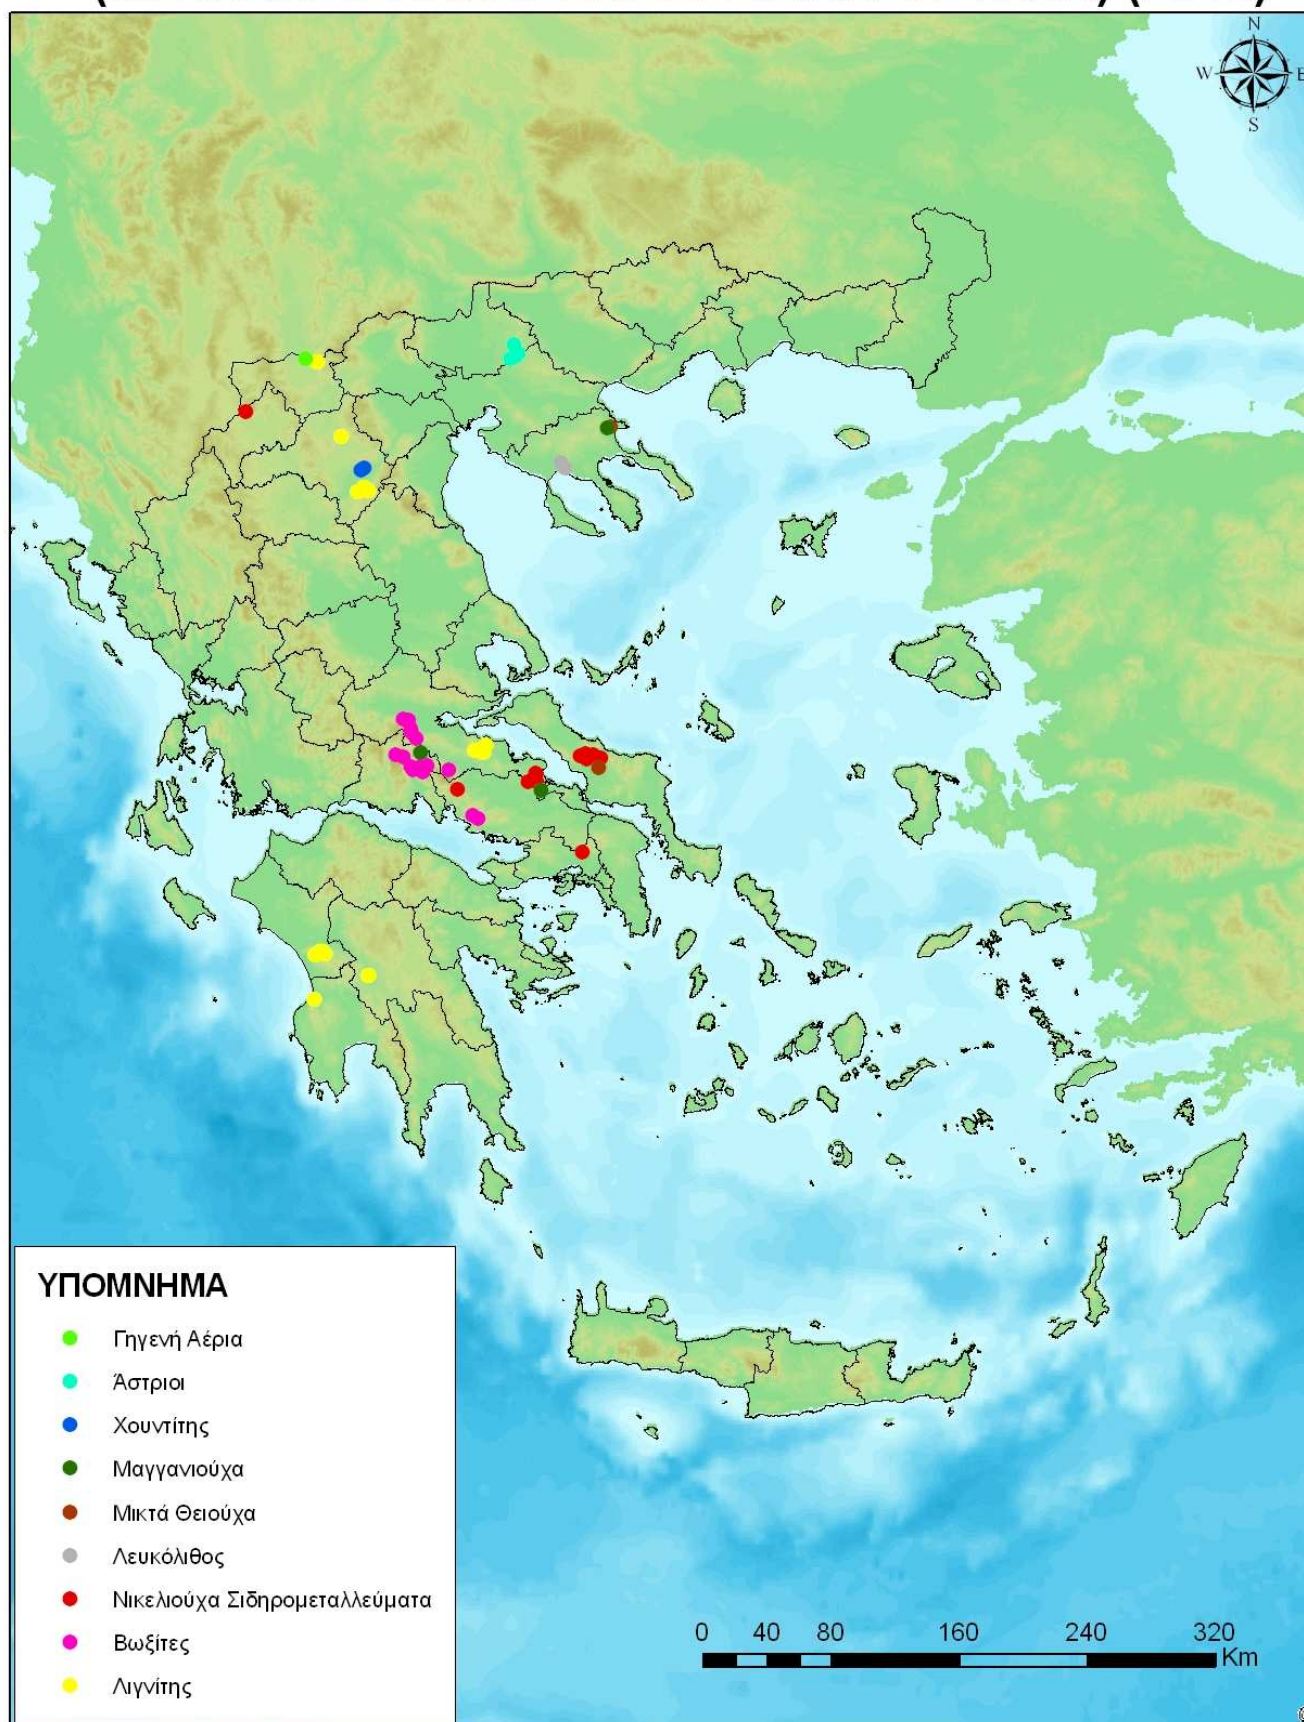 N
W E
S
ΥΠΟΜΝΗΜΑ
Γηγενή Αέρια
Άστριοι
Χουντίτης
Μαγγανιούχα
Μικτά Θειούχα
Λευκόλιθος
Νικελιούχα Σιδηρομεταλλεύματα
Βωξίτες
Λιγνίτης
0 40 80 160 240 320
Km